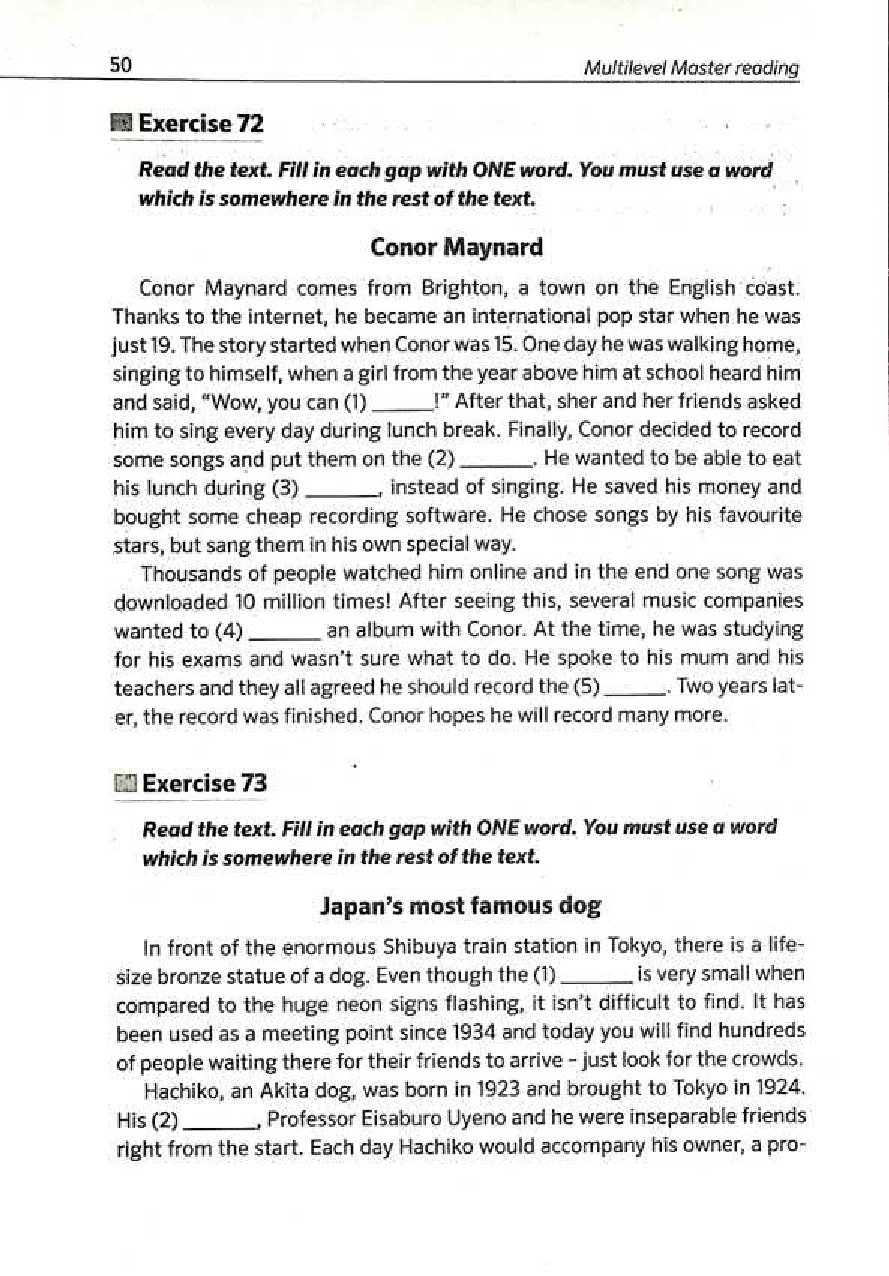 50
Multilevel Master reading
Exercise 72
Read the text. Fill in each gap with ONE word. You must use a word
which is somewhere in the rest of the text.
Conor Maynard
Conor Maynard comes from Brighton, a town on the English coast.
Thanks to the internet, he became an international pop star when he was
just 19. The story started when Conor was 15. One day he was walking home,
singing to himself, when a girl from the year above him at school heard him
and said, "Wow, you can (1) ______!" After that, sher and her friends asked
him to sing every day during lunch break. Finally, Conor decided to record
some songs and put them on the (2) _______. He wanted to be able to eat
his lunch during (3) _______, instead of singing. He saved his money and
bought some cheap recording software. He chose songs by his favourite
stars, but sang them in his own special way.
Thousands of people watched him online and in the end one song was
downloaded 10 million times! After seeing this, several music companies
wanted to (4) _______ an album with Conor. At the time, he was studying
for his exams and wasn't sure what to do. He spoke to his mum and his
teachers and they all agreed he should record the (5) ______. Two years lat-
er, the record was finished. Conor hopes he will record many more.
Exercise 73
Read the text. Fill in each gap with ONE word. You must use a word
which is somewhere in the rest of the text.
Japan's most famous dog
In front of the enormous Shibuya train station in Tokyo, there is a life-
size bronze statue of a dog. Even though the (1) _______ is very small when
compared to the huge neon signs flashing, it isn't difficult to find. It has
been used as a meeting point since 1934 and today you will find hundreds
of people waiting there for their friends to arrive – just look for the crowds.
Hachiko, an Akita dog, was born in 1923 and brought to Tokyo in 1924.
His (2) _______, Professor Eisaburo Uyeno and he were inseparable friends
right from the start. Each day Hachiko would accompany his owner, a pro-